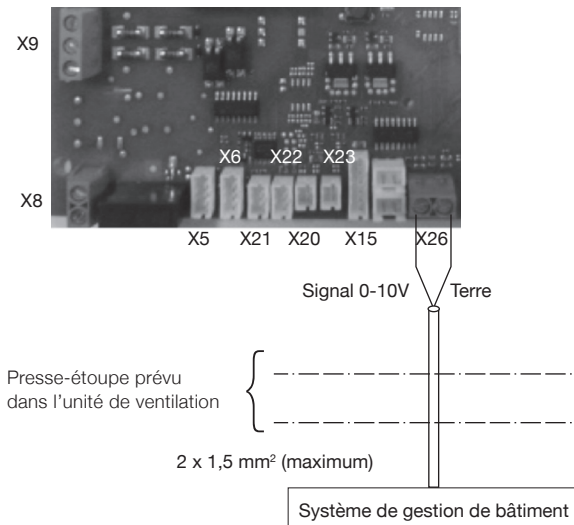 X9
X6
X22
X23
X8
X5
X21
X20
X15
X26
Signal 0-10V
Terre
Presse-étoupe prévu
dans l'unité de ventilation
2 x 1,5 mm² (maximum)
Système de gestion de bâtiment